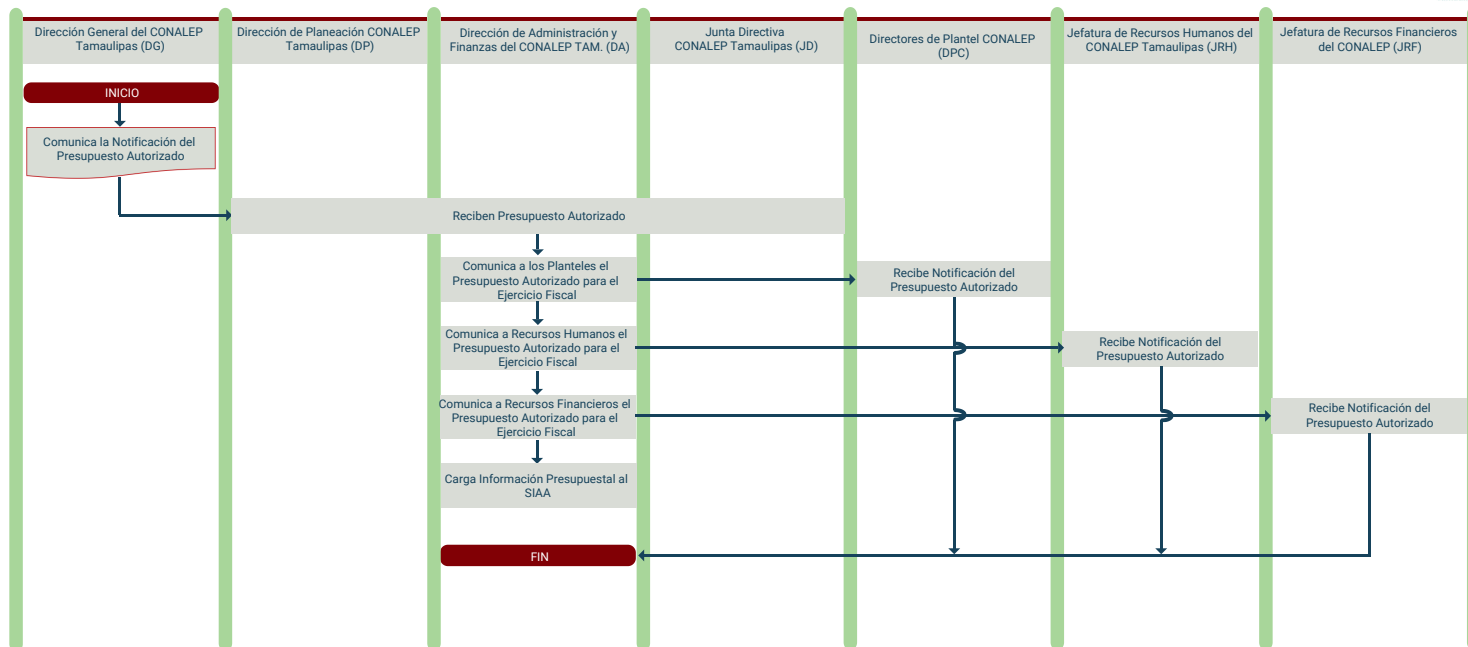 Dirección General del CONALEP
Tamaulipas (DG)
Dirección de Planeación CONALEP
Tamaulipas (DP)
Dirección de Administración y
Finanzas del CONALEP TAM. (DA)
Junta Directiva
CONALEP Tamaulipas (JD)
Directores de Plantel CONALEP
(DPC)
Jefatura de Recursos Humanos del
CONALEP Tamaulipas (JRH)
Jefatura de Recursos Financieros
del CONALEP (JRF)
INICIO
Comunica la Notificación del
Presupuesto Autorizado
Reciben Presupuesto Autorizado
Comunica a los Planteles el
Presupuesto Autorizado para el
Ejercicio Fiscal
Recibe Notificación del
Presupuesto Autorizado
Comunica a Recursos Humanos el
Presupuesto Autorizado para el
Ejercicio Fiscal
Recibe Notificación del
Presupuesto Autorizado
Comunica a Recursos Financieros el
Presupuesto Autorizado para el
Ejercicio Fiscal
Recibe Notificación del
Presupuesto Autorizado
Carga Información Presupuestal al
SIAA
FIN